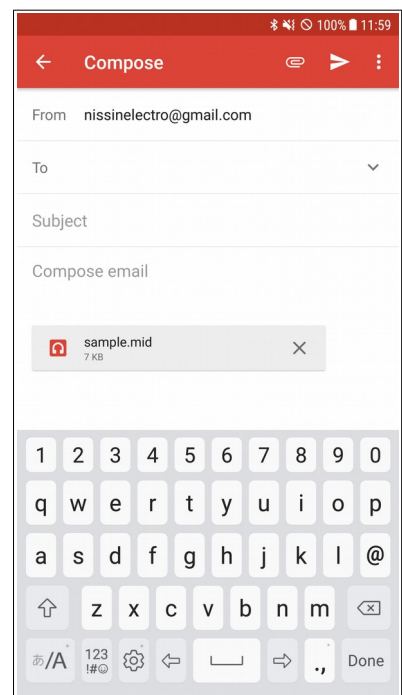 100% 11:59
Compose
From nissinelectro@gmail.com
To
Subject
Compose email
sample.mid
7 KB
1 2 3 4 5 6 7 8 9 0
q w e r t y u i o p
a s d f g h j k l @
z x c v b n m
あ/A 123 !#☺ ., Done